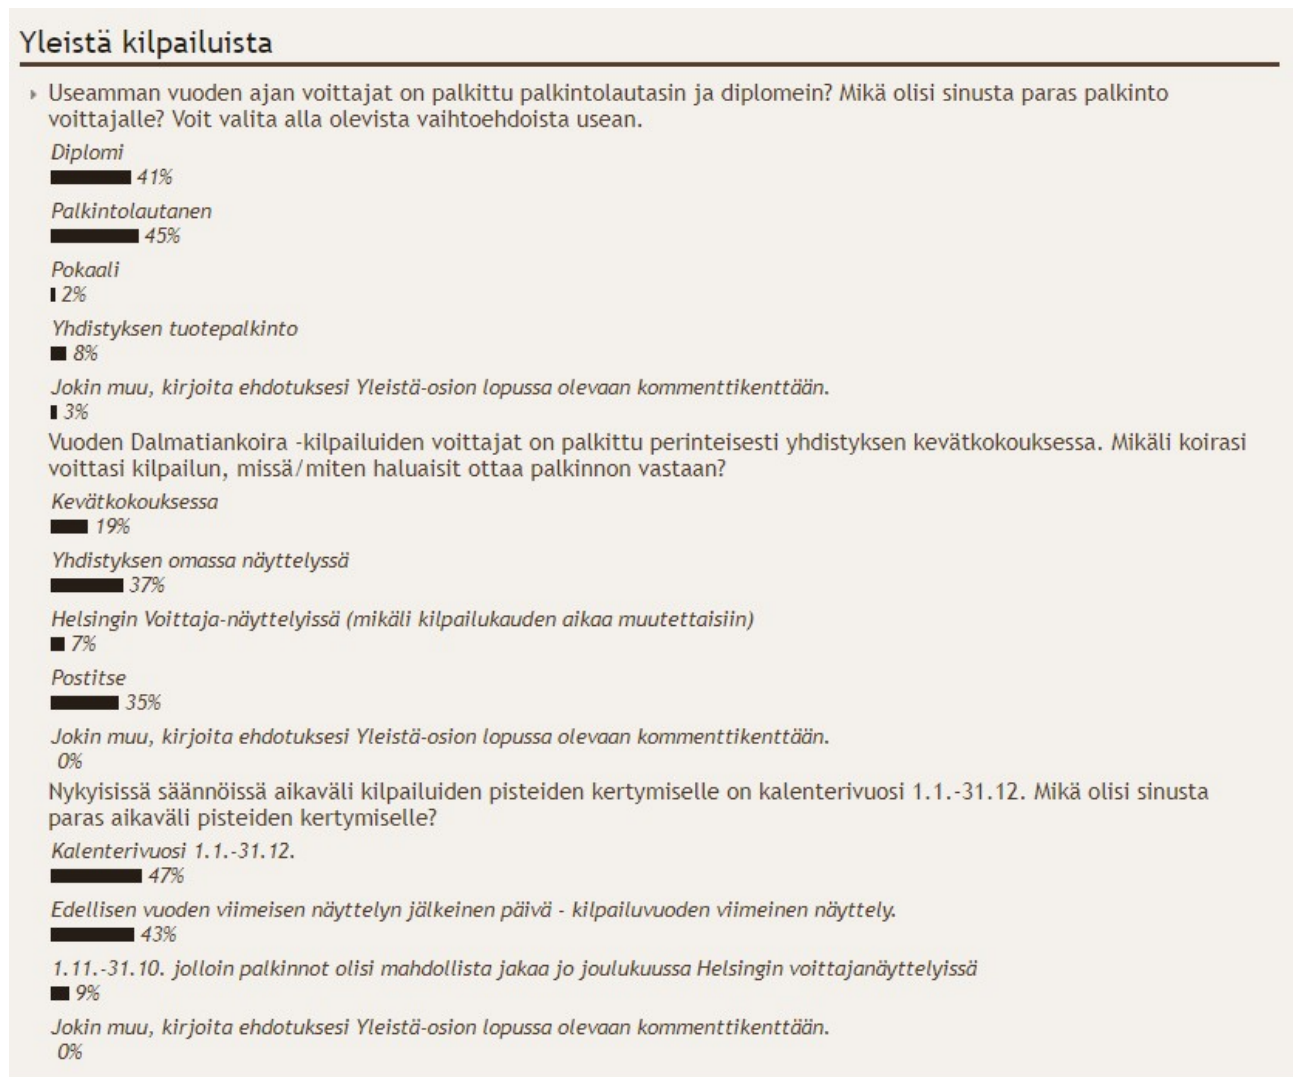 Yleistä kilpailuista
Useamman vuoden ajan voittajat on palkittu palkintolautasin ja diplomein? Mikä olisi sinusta paras palkinto
voittajalle? Voit valita alla olevista vaihtoehdoista usean.
Diplomi
41%
Palkintolautanen
45%
Pokaali
2%
Yhdistyksen tuotepalkinto
8%
Jokin muu, kirjoita ehdotuksesi Yleistä-osion lopussa olevaan kommenttikenttään.
3%
Vuoden Dalmatiankoira -kilpailuiden voittajat on palkittu perinteisesti yhdistyksen kevätkokouksessa. Mikäli koirasi
voittasi kilpailun, missä/miten haluaisit ottaa palkinnon vastaan?
Kevätkokouksessa
19%
Yhdistyksen omassa näyttelyssä
37%
Helsingin Voittaja-näyttelyissä (mikäli kilpailukauden aikaa muutettaisiin)
7%
Postitse
35%
Jokin muu, kirjoita ehdotuksesi Yleistä-osion lopussa olevaan kommenttikenttään.
0%
Nykyisissä säännöissä aikaväli kilpailuiden pisteiden kertymiselle on kalenterivuosi 1.1.-31.12. Mikä olisi sinusta
paras aikaväli pisteiden kertymiselle?
Kalenterivuosi 1.1.-31.12.
47%
Edellisen vuoden viimeisen näyttelyn jälkeinen päivä - kilpailuvuoden viimeinen näyttely.
43%
1.11.-31.10. jolloin palkinnot olisi mahdollista jakaa jo joulukuussa Helsingin voittajanäyttelyissä
9%
Jokin muu, kirjoita ehdotuksesi Yleistä-osion lopussa olevaan kommenttikenttään.
0%